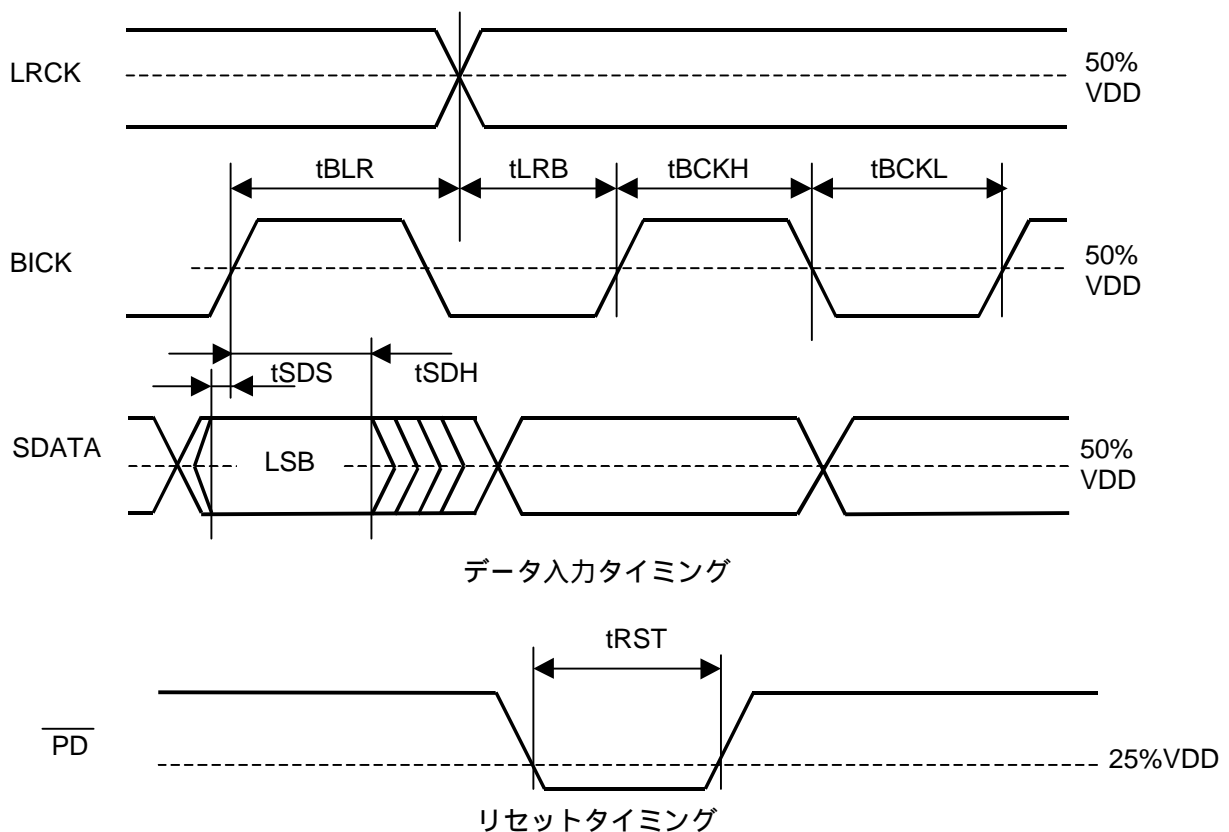 LRCK
50%
VDD
tBLR
tLRB
tBCKH
tBCKL
BICK
50%
VDD
tSDS
tSDH
SDATA
LSB
50%
VDD
データ入力タイミング
tRST
PD
25%VDD
リセットタイミング